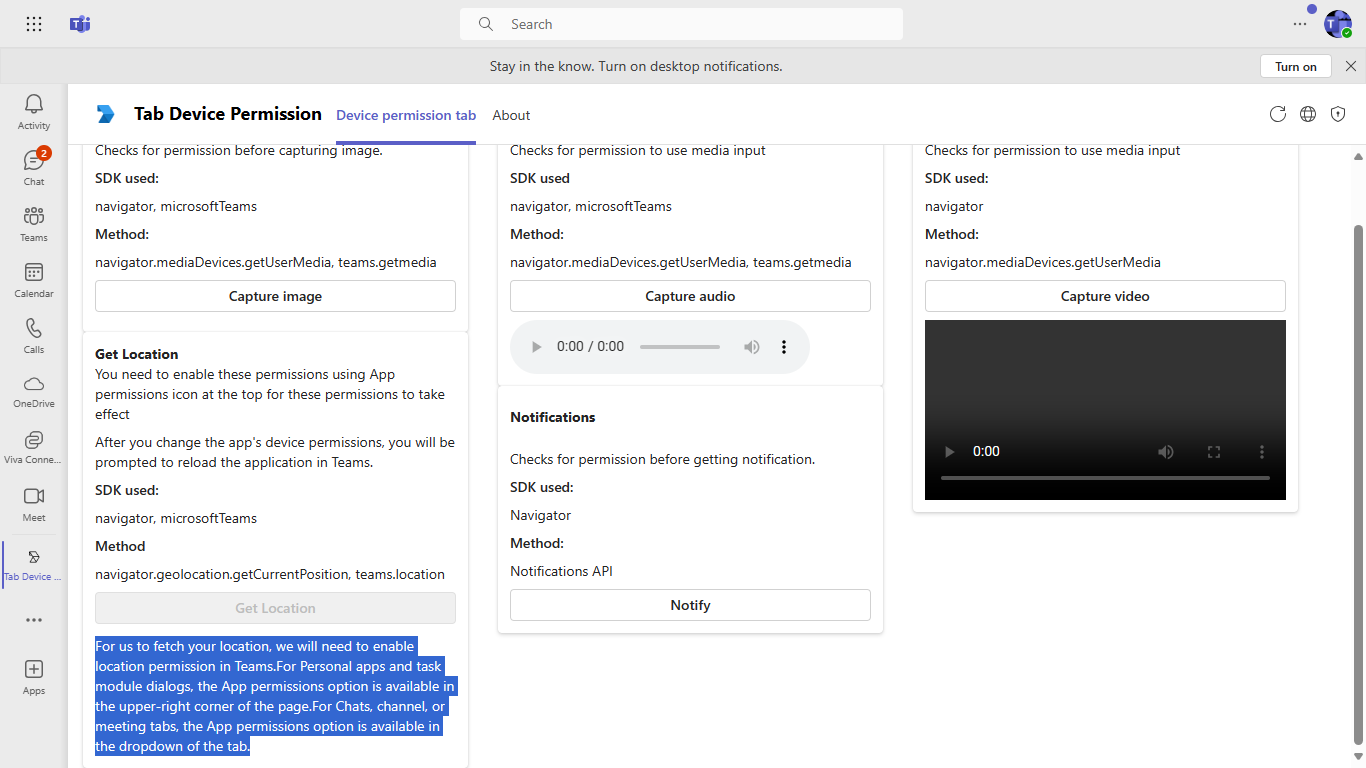 Search
Stay in the know. Turn on desktop notifications.
Turn on
Activity
2
Chat
Teams
Calendar
Calls
OneDrive
Viva Conne...
Meet
Tab Device ...
Apps
Tab Device Permission
Device permission tab
About
Checks for permission before capturing image.
SDK used:
navigator, microsoftTeams
Method:
navigator.mediaDevices.getUserMedia, teams.getmedia
Capture image
Get Location
You need to enable these permissions using App
permissions icon at the top for these permissions to take
effect
After you change the app's device permissions, you will be
prompted to reload the application in Teams.
SDK used:
navigator, microsoftTeams
Method
navigator.geolocation.getCurrentPosition, teams.location
Get Location
For us to fetch your location, we will need to enable
location permission in Teams.For Personal apps and task
module dialogs, the App permissions option is available in
the upper-right corner of the page.For Chats, channel, or
meeting tabs, the App permissions option is available in
the dropdown of the tab.
Checks for permission to use media input
SDK used
navigator, microsoftTeams
Method:
navigator.mediaDevices.getUserMedia, teams.getmedia
Capture audio
0:00 / 0:00
Notifications
Checks for permission before getting notification.
SDK used:
Navigator
Method:
Notifications API
Notify
Checks for permission to use media input
SDK used:
navigator
Method:
navigator.mediaDevices.getUserMedia
Capture video
0:00